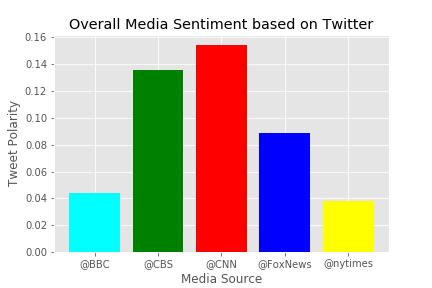 Overall Media Sentiment based on Twitter
0.16
0.14
0.12
0.10
0.08
0.06
0.04
0.02
0.00
Tweet Polarity
@BBC @CBS @CNN @FoxNews @nytimes
Media Source